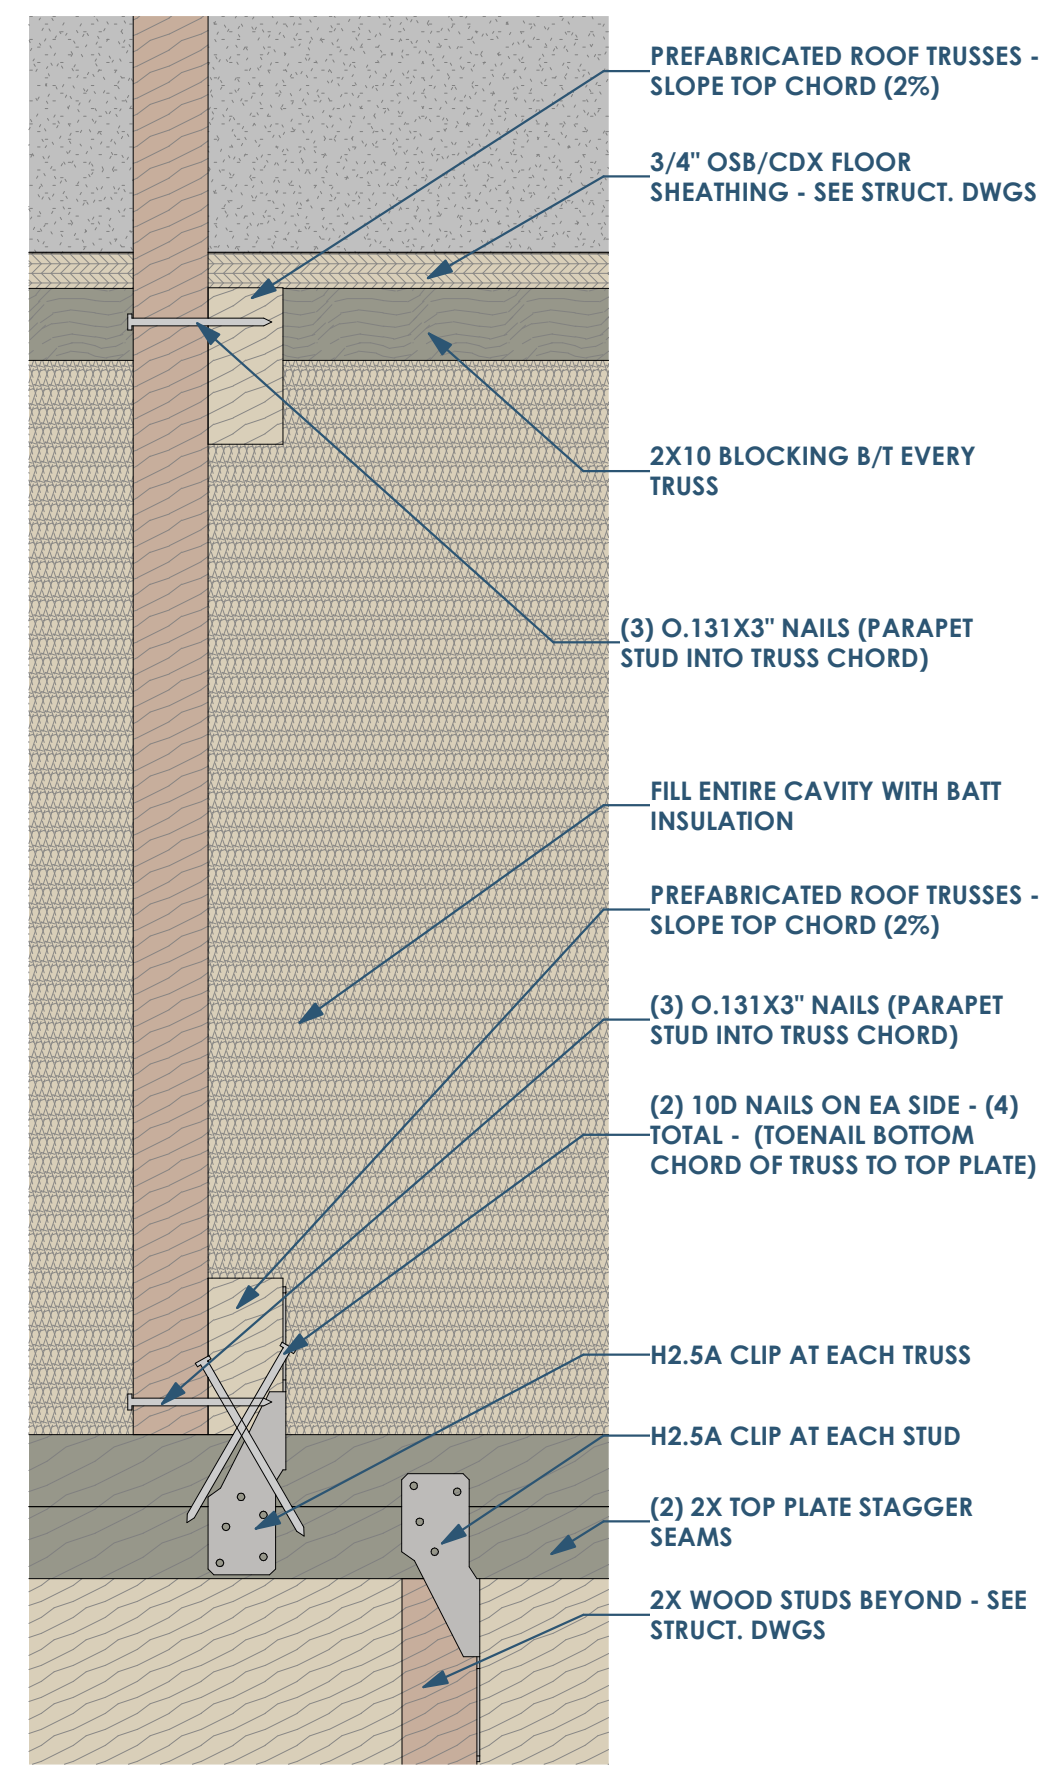 PREFABRICATED ROOF TRUSSES -
SLOPE TOP CHORD (2%)
3/4" OSB/CDX FLOOR
SHEATHING - SEE STRUCT. DWGS
2X10 BLOCKING B/T EVERY
TRUSS
(3) O.131X3" NAILS (PARAPET
STUD INTO TRUSS CHORD)
FILL ENTIRE CAVITY WITH BATT
INSULATION
PREFABRICATED ROOF TRUSSES -
SLOPE TOP CHORD (2%)
(3) O.131X3" NAILS (PARAPET
STUD INTO TRUSS CHORD)
(2) 10D NAILS ON EA SIDE - (4)
TOTAL -  (TOENAIL BOTTOM
CHORD OF TRUSS TO TOP PLATE)
H2.5A CLIP AT EACH TRUSS
H2.5A CLIP AT EACH STUD
(2) 2X TOP PLATE STAGGER
SEAMS
2X WOOD STUDS BEYOND - SEE
STRUCT. DWGS